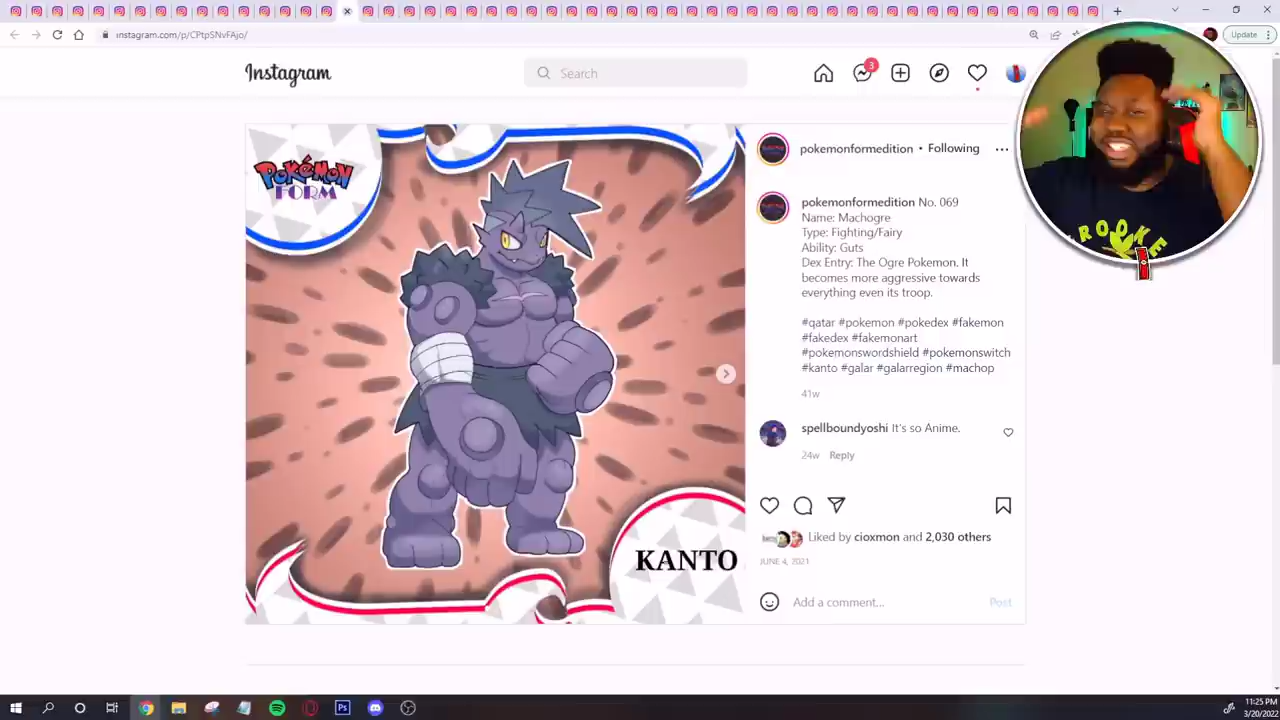 instagram.com/p/CPtpSNvFAjo/
Update
Instagram
Search
3
POKéMON
FORM
KANTO
pokemonformedition • Following
pokemonformedition No. 069
Name: Machogre
Type: Fighting/Fairy
Ability: Guts
Dex Entry: The Ogre Pokemon. It
becomes more aggressive towards
everything even its troop.
#qatar #pokemon #pokedex #fakemon
#fakedex #fakemonart
#pokemonswordshield #pokemonswitch
#kanto #galar #galarregion #machop
41w
spellboundyoshi It's so Anime.
24w Reply
Liked by cioxmon and 2,030 others
JUNE 4, 2021
Add a comment...
Post
ROOKE
Ps
11:25 PM
3/20/2022